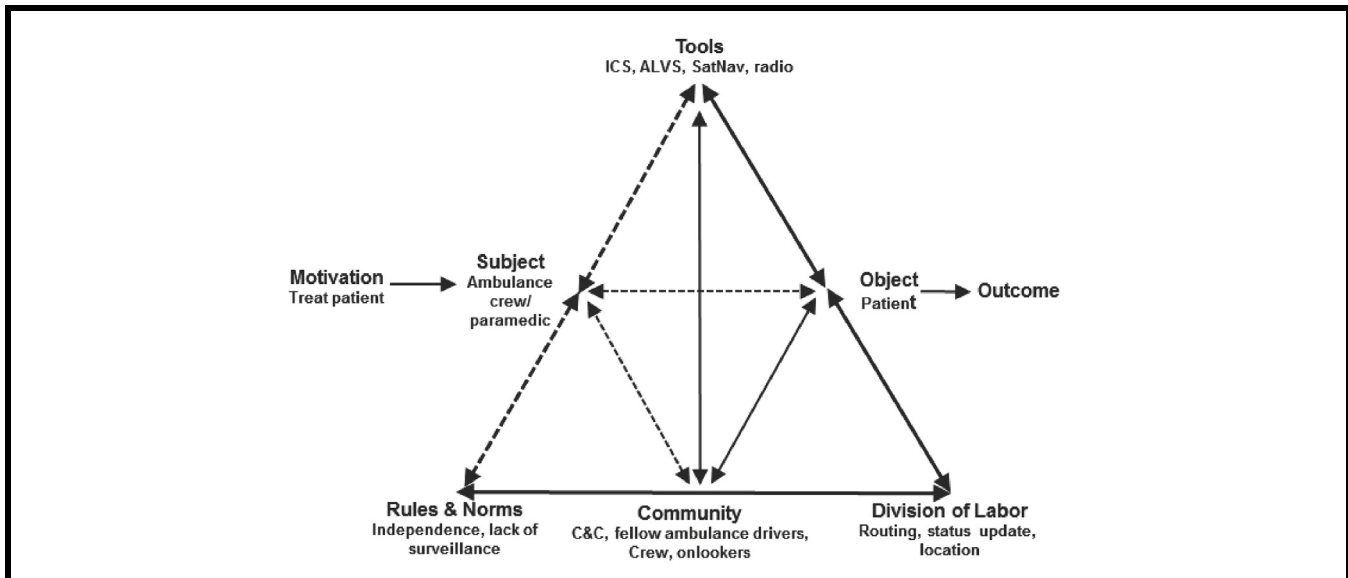 Tools
ICS, ALVS, SatNav, radio
Motivation
Treat patient
Subject
Ambulance
crew/
paramedic
Object
Patient
Outcome
Rules & Norms
Independence, lack of
surveillance
Community
C&C, fellow ambulance drivers,
Crew, onlookers
Division of Labor
Routing, status update,
location